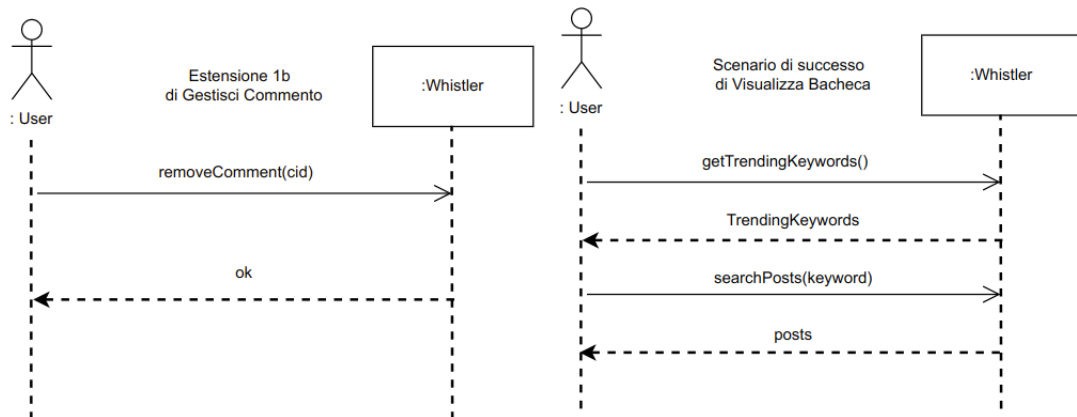 Estensione 1b
di Gestisci Commento
:Whistler
: User
removeComment(cid)
ok
Scenario di successo
di Visualizza Bacheca
:Whistler
: User
getTrendingKeywords()
TrendingKeywords
searchPosts(keyword)
posts